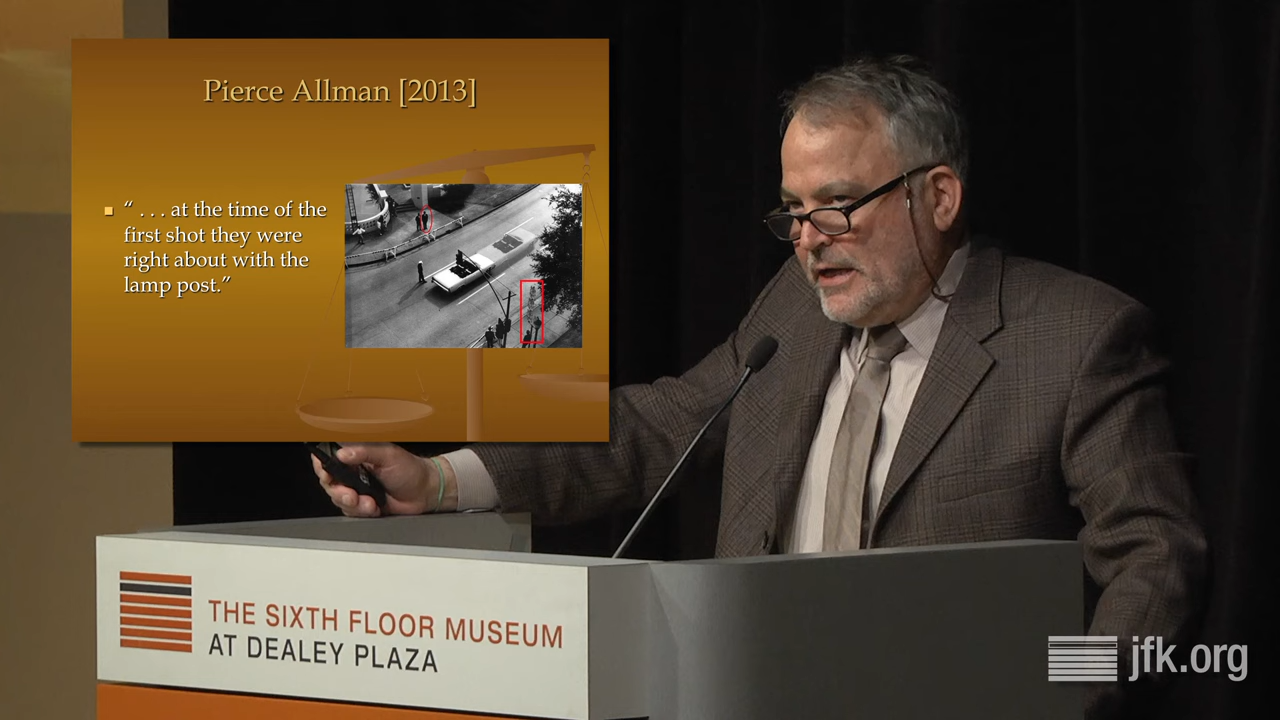 Pierce Allman [2013]
“ . . . at the time of the
first shot they were
right about with the
lamp post.”
THE SIXTH FLOOR MUSEUM
AT DEALEY PLAZA
jfk.org